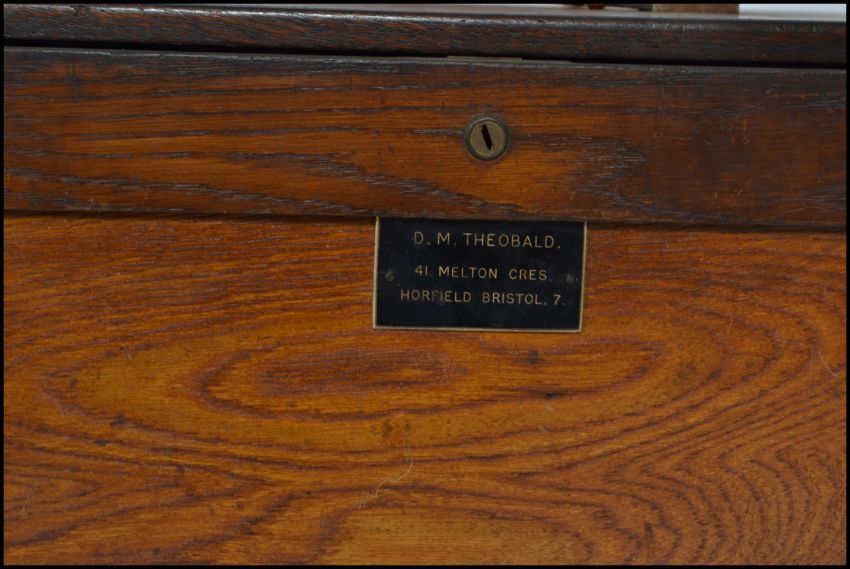 D. M. THEOBALD.
41. MELTON CRES.
HORFIELD BRISTOL. 7.